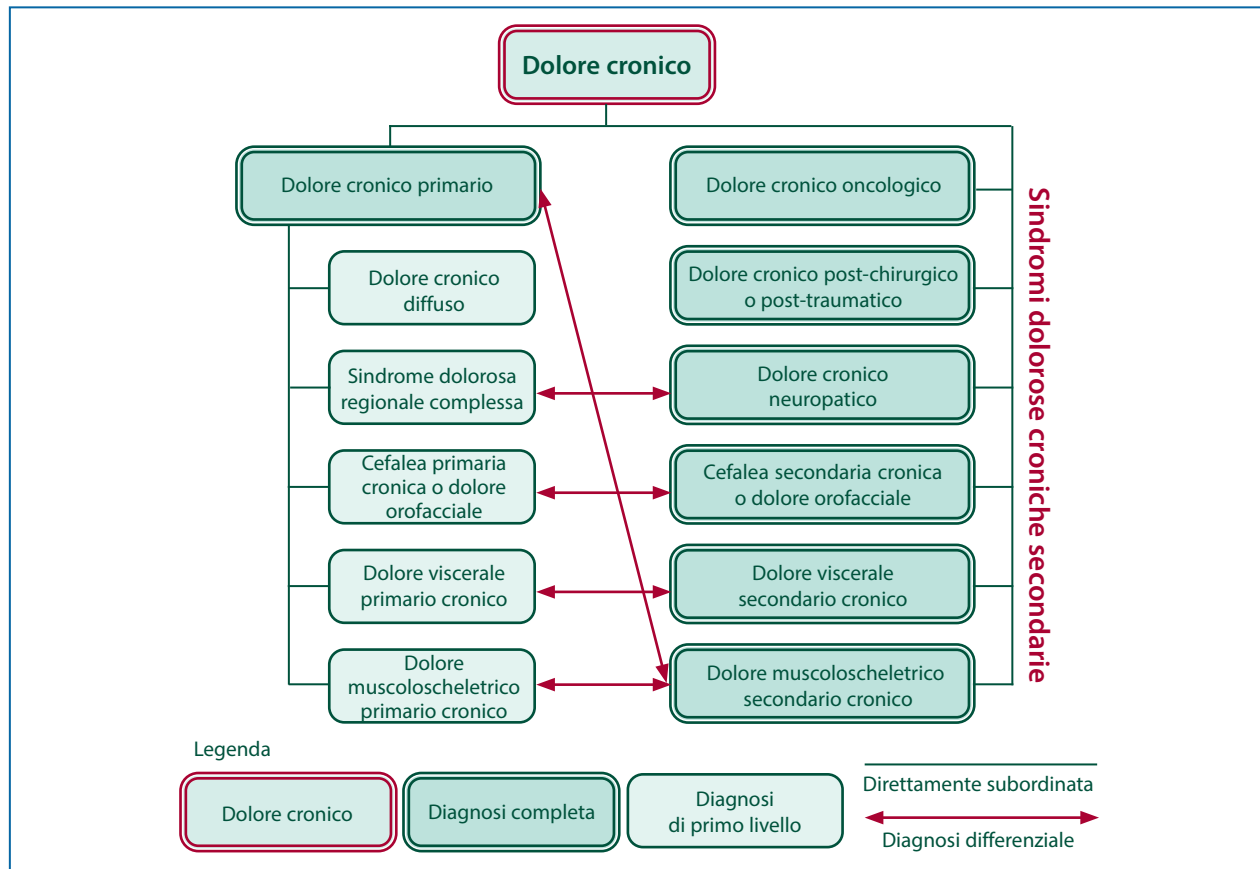 Dolore cronico
Dolore cronico primario
Dolore cronico
diffuso
Sindrome dolorosa
regionale complessa
Cefalea primaria
cronica o dolore
orofacciale
Dolore viscerale
primario cronico
Dolore
muscoloscheletrico
primario cronico
Dolore cronico oncologico
Dolore cronico post-chirurgico
o post-traumatico
Dolore cronico
neuropatico
Cefalea secondaria cronica
o dolore orofacciale
Dolore viscerale
secondario cronico
Dolore muscoloscheletrico
secondario cronico
Sindromi dolorose croniche secondarie
Legenda
Dolore cronico
Diagnosi completa
Diagnosi
di primo livello
Direttamente subordinata
Diagnosi differenziale